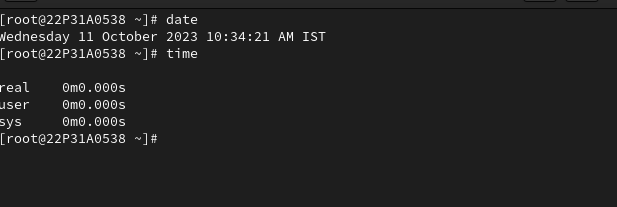 [root@22P31A0538 ~]# date
Wednesday 11 October 2023 10:34:21 AM IST
[root@22P31A0538 ~]# time
real    0m0.000s
user    0m0.000s
sys     0m0.000s
[root@22P31A0538 ~]#